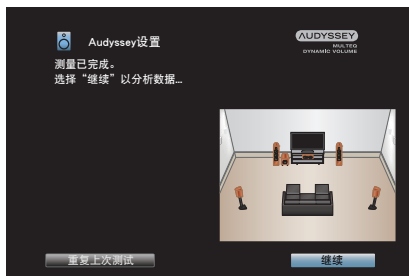 Audyssey设置
AUDYSSEY
MULTEQ
DYNAMIC VOLUME
测量已完成。
选择“继续”以分析数据...
重复上次测试
继续